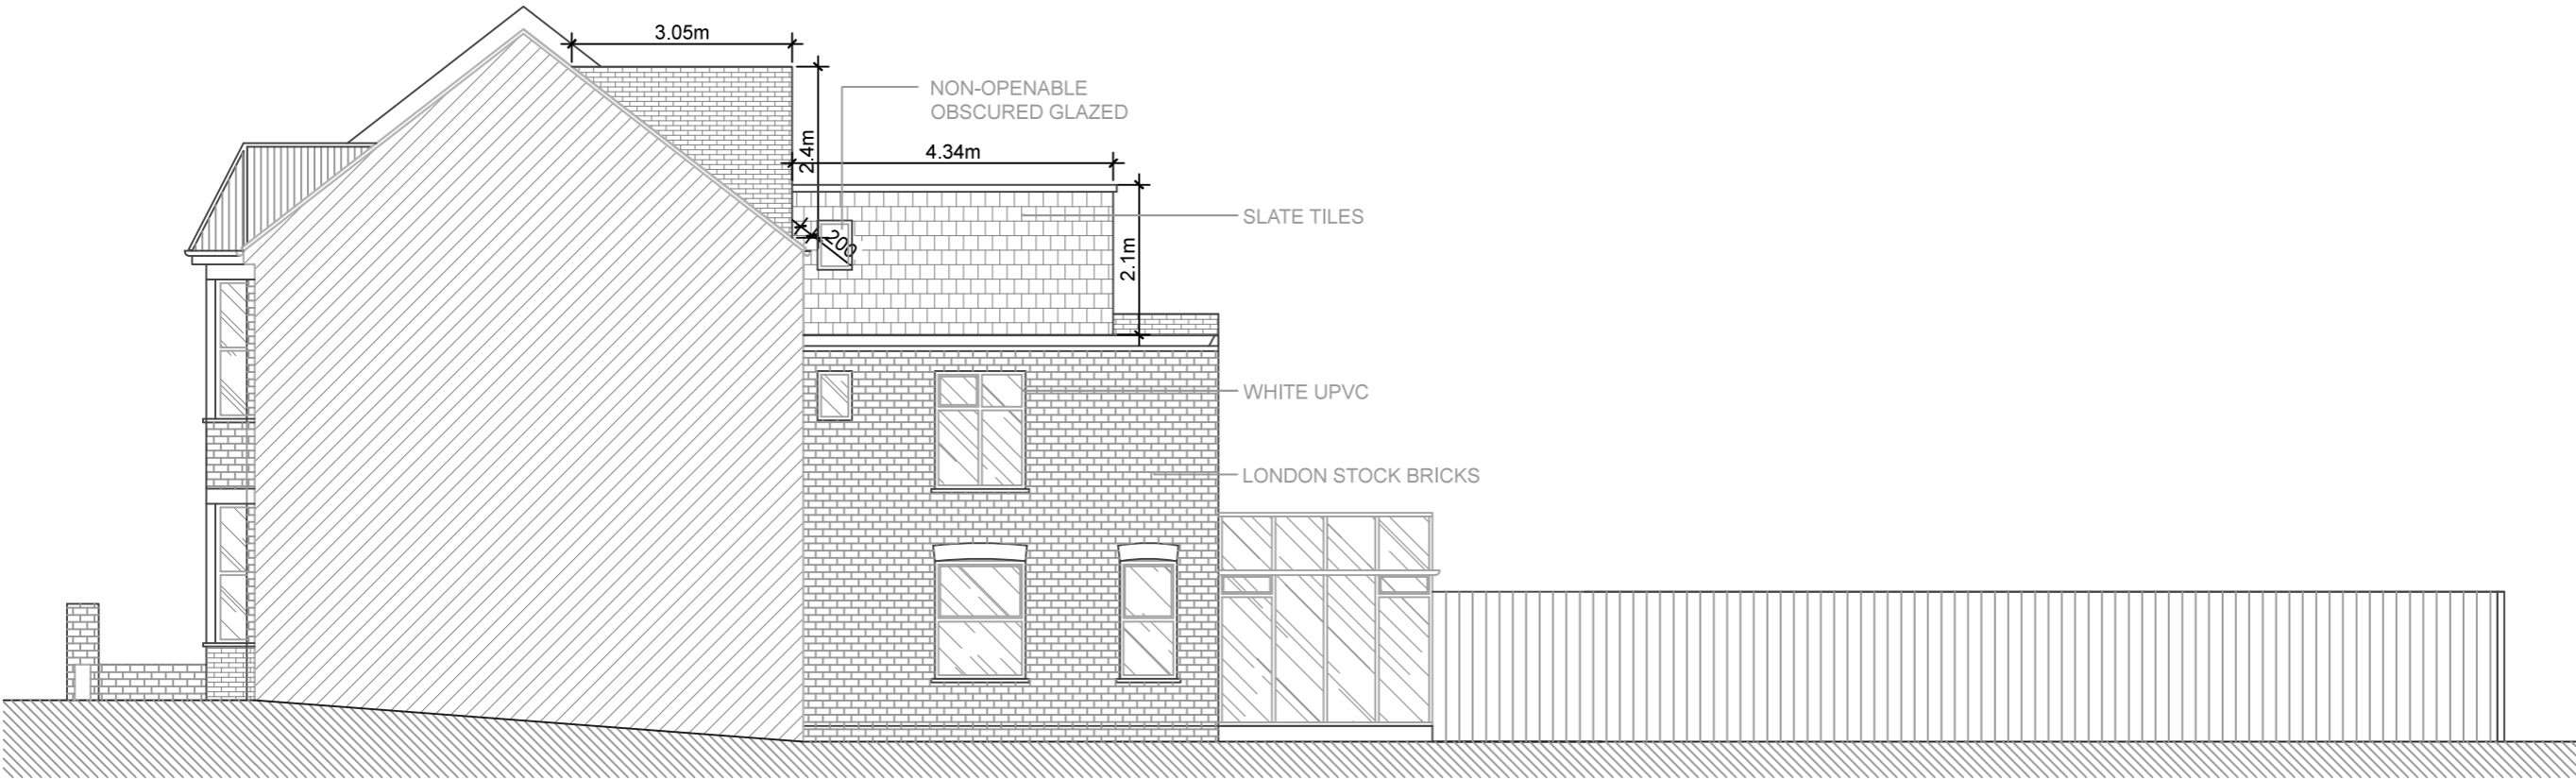 3.05m
NON-OPENABLE
OBSCURED GLAZED
2.4m
4.34m
SLATE TILES
200
2.1m
WHITE UPVC
LONDON STOCK BRICKS